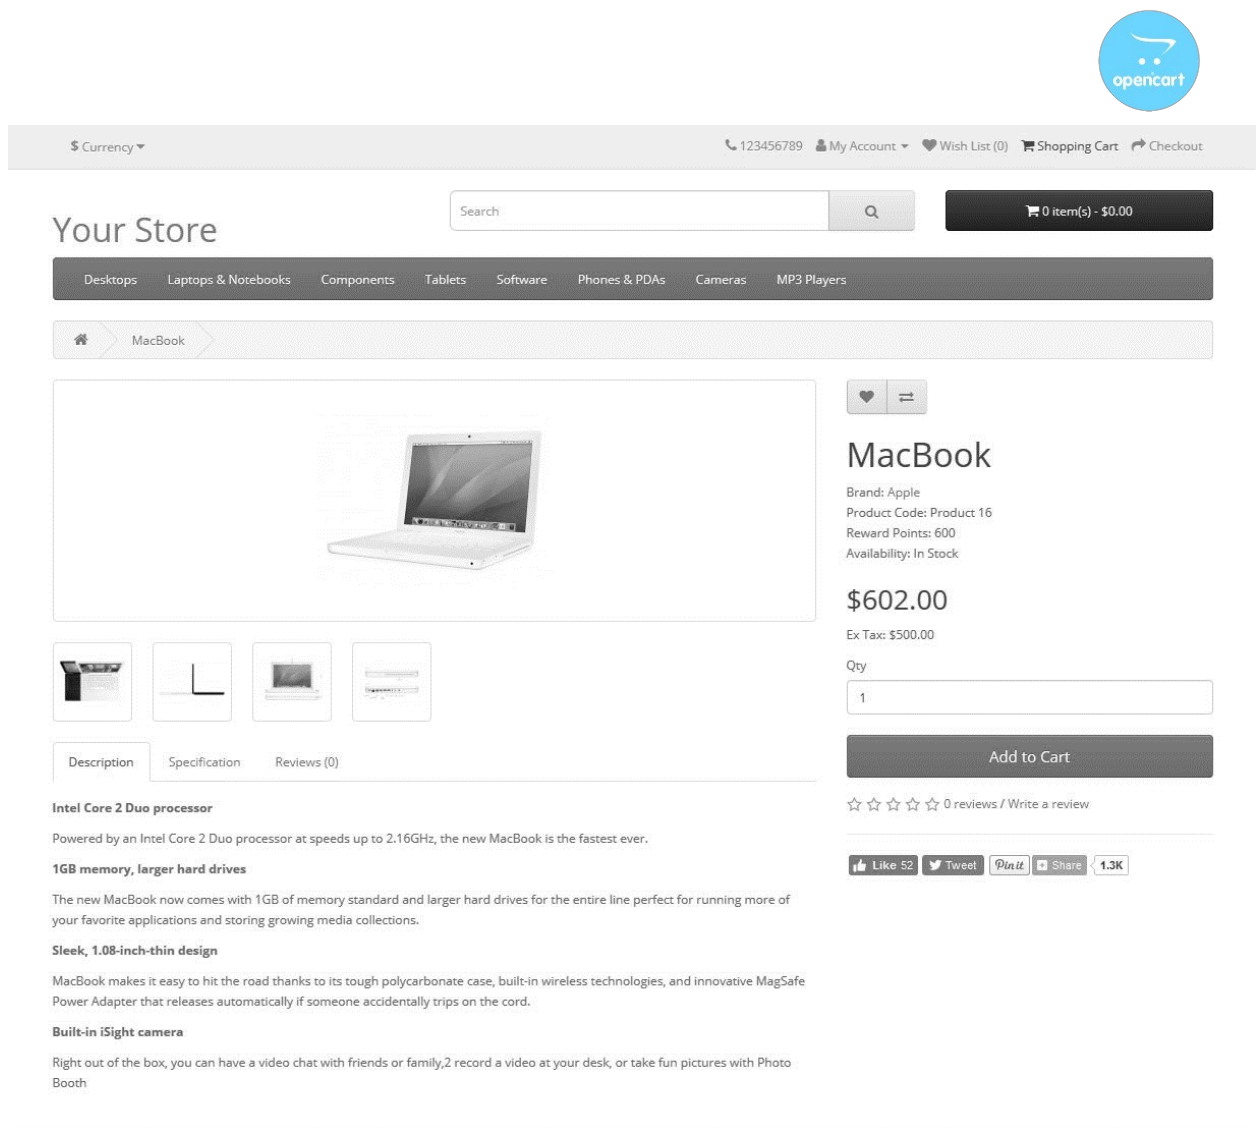 opencart
$ Currency
123456789 My Account Wish List (0) Shopping Cart Checkout
Your Store
Search
0 item(s) - $0.00
Desktops Laptops & Notebooks Components Tablets Software Phones & PDAs Cameras MP3 Players
MacBook
MacBook
Brand: Apple
Product Code: Product 16
Reward Points: 600
Availability: In Stock
$602.00
Ex Tax: $500.00
Qty
1
Add to Cart
0 reviews / Write a review
Like 52 Tweet Pin it Share 1.3K
Description Specification Reviews (0)
Intel Core 2 Duo processor
Powered by an Intel Core 2 Duo processor at speeds up to 2.16GHz, the new MacBook is the fastest ever.
1GB memory, larger hard drives
The new MacBook now comes with 1GB of memory standard and larger hard drives for the entire line perfect for running more of
your favorite applications and storing growing media collections.
Sleek, 1.08-inch-thin design
MacBook makes it easy to hit the road thanks to its tough polycarbonate case, built-in wireless technologies, and innovative MagSafe
Power Adapter that releases automatically if someone accidentally trips on the cord.
Built-in iSight camera
Right out of the box, you can have a video chat with friends or family,2 record a video at your desk, or take fun pictures with Photo
Booth